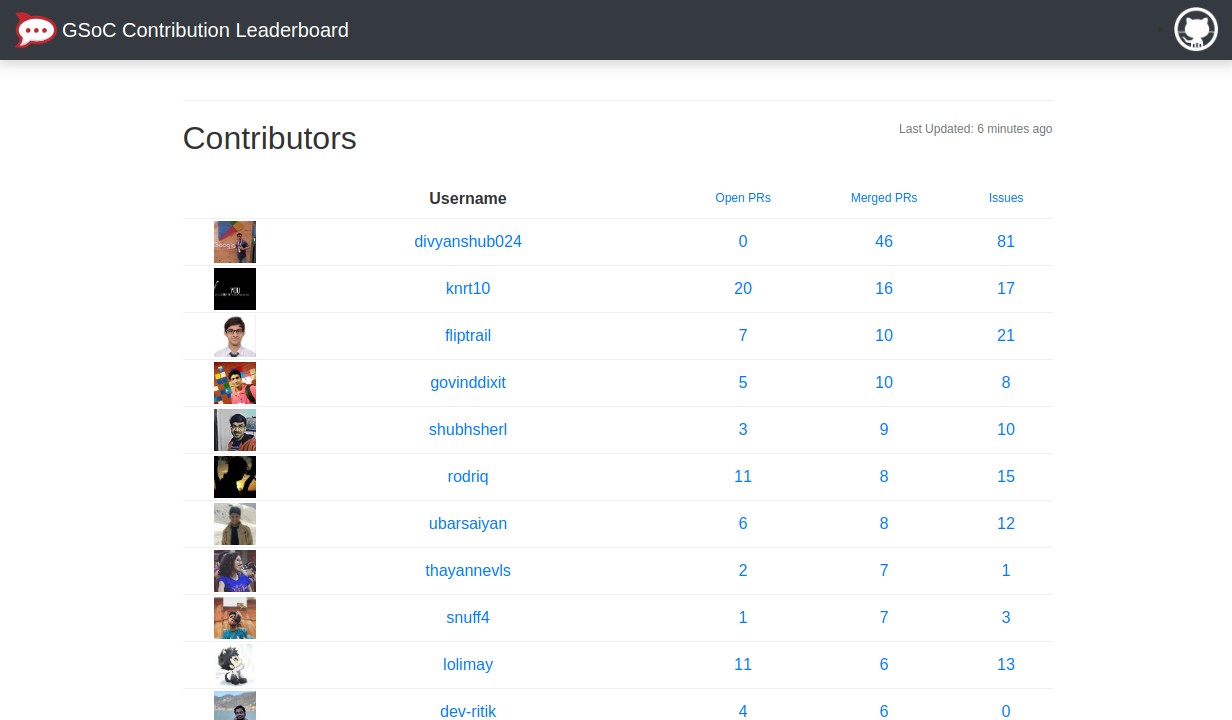 GSoC Contribution Leaderboard
Contributors
Last Updated: 6 minutes ago
Username Open PRs Merged PRs Issues
divyanshub024 0 46 81
YOU
knrt10 20 16 17
fliptrail 7 10 21
govinddixit 5 10 8
shubhsherl 3 9 10
rodriq 11 8 15
ubarsaiyan 6 8 12
thayannevls 2 7 1
snuff4 1 7 3
lolimay 11 6 13
dev-ritik 4 6 0